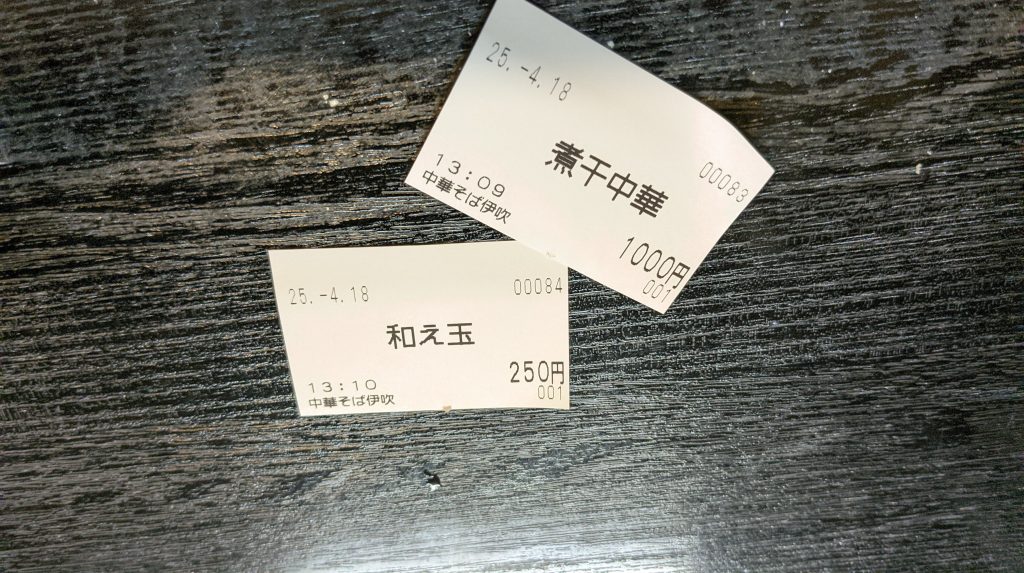 25.-4.18
00083
煮干中華
1000円
13:09
001
中華そば伊吹
25.-4.18
00084
和え玉
250円
13:10
001
中華そば伊吹